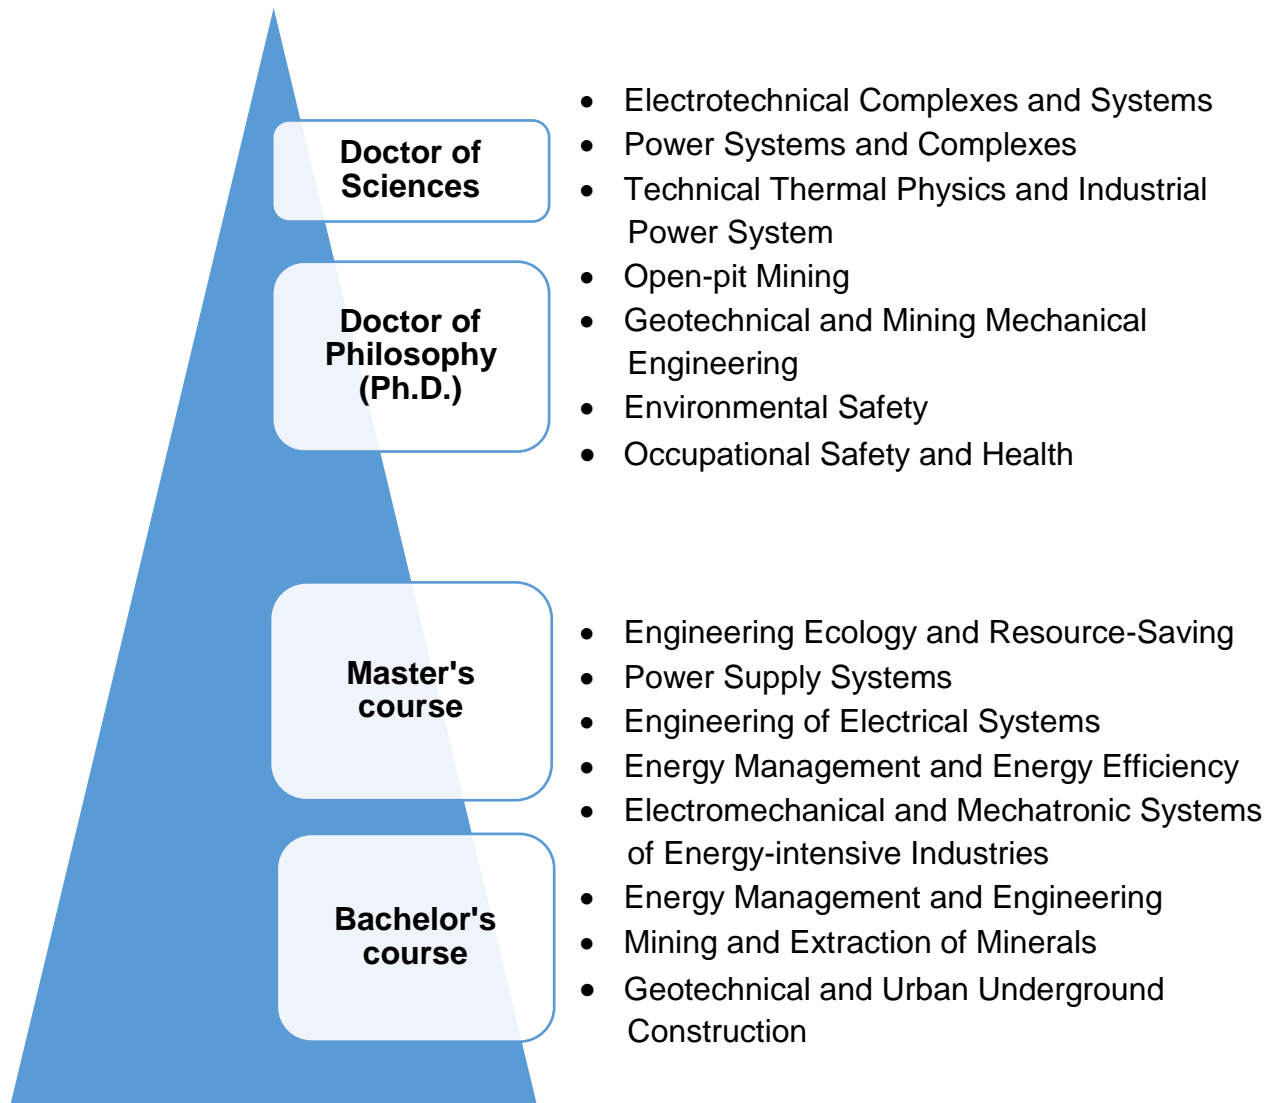 Doctor of
Sciences
Doctor of
Philosophy
(Ph.D.)
• Electrotechnical Complexes and Systems
• Power Systems and Complexes
• Technical Thermal Physics and Industrial
Power System
• Open-pit Mining
• Geotechnical and Mining Mechanical
Engineering
• Environmental Safety
• Occupational Safety and Health
Master's
course
Bachelor's
course
• Engineering Ecology and Resource-Saving
• Power Supply Systems
• Engineering of Electrical Systems
• Energy Management and Energy Efficiency
• Electromechanical and Mechatronic Systems
of Energy-intensive Industries
• Energy Management and Engineering
• Mining and Extraction of Minerals
• Geotechnical and Urban Underground
Construction